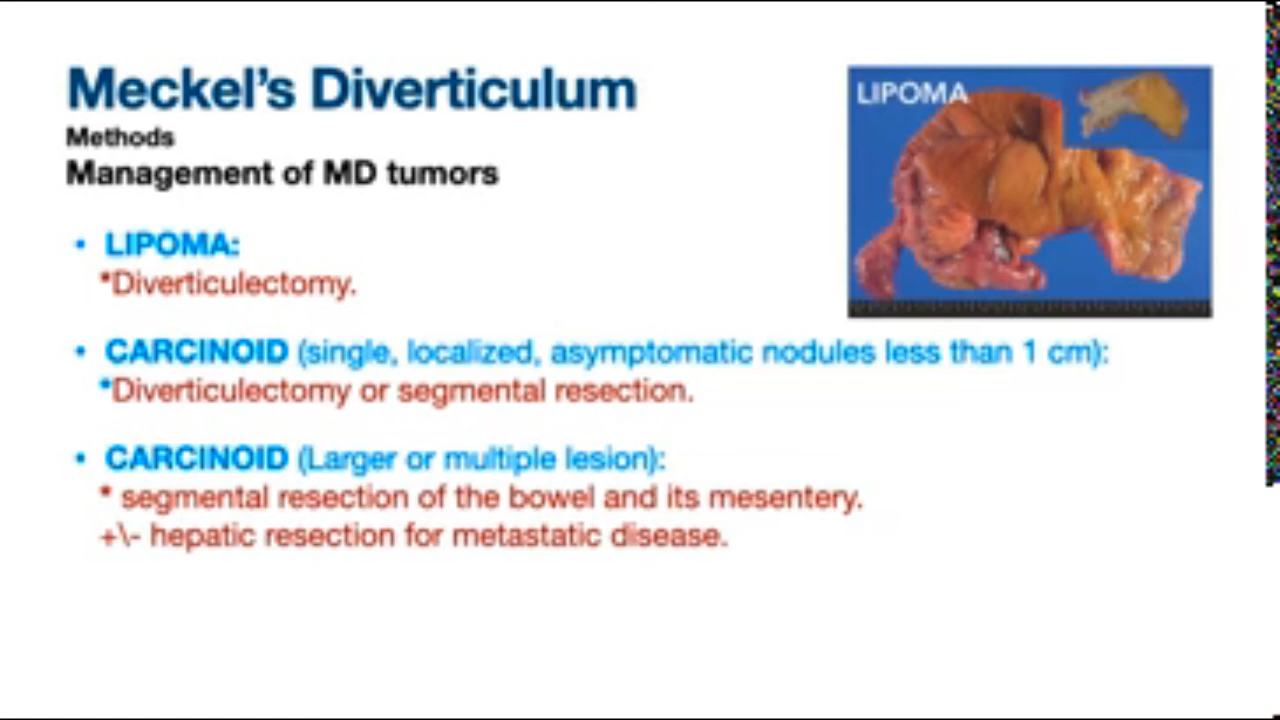 Meckel's Diverticulum
Methods
Management of MD tumors
LIPOMA
• LIPOMA:
*Diverticulectomy.
• CARCINOID (single, localized, asymptomatic nodules less than 1 cm):
*Diverticulectomy or segmental resection.
• CARCINOID (Larger or multiple lesion):
* segmental resection of the bowel and its mesentery.
+\- hepatic resection for metastatic disease.